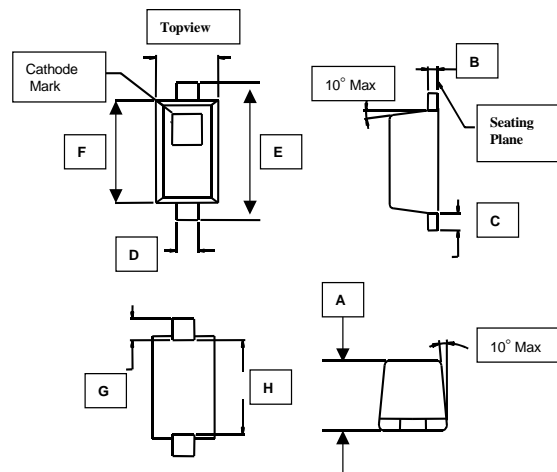 Topview
B
Cathode
Mark
10° Max
Seating
Plane
F
E
C
D
A
10° Max
G
H